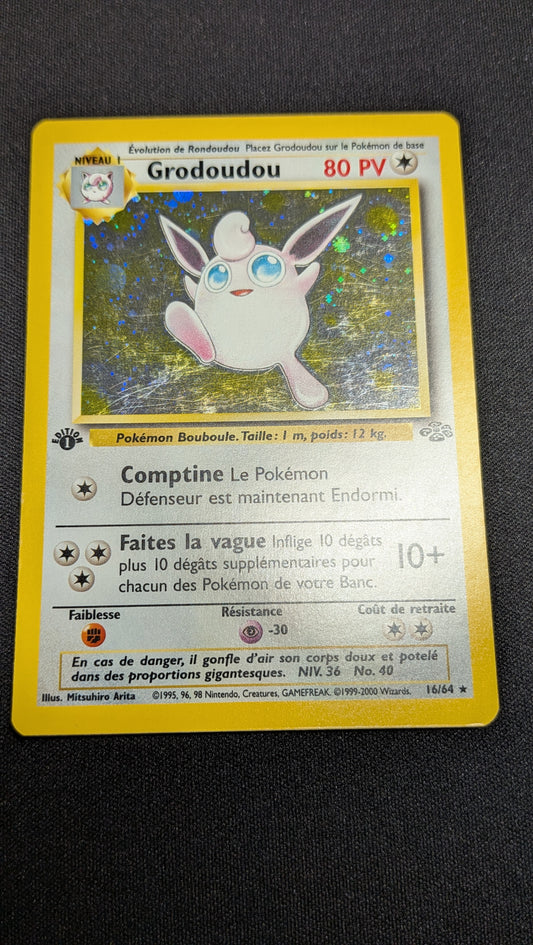 Évolution de Rondoudou Placez Grodoudou sur le Pokémon de base
NIVEAU 1
Grodoudou 80 PV
EDITION 1
Pokémon Bouboule. Taille: 1 m, poids: 12 kg.
Comptine Le Pokémon
Défenseur est maintenant Endormi.
Faites la vague Inflige 10 dégâts
plus 10 dégâts supplémentaires pour
chacun des Pokémon de votre Banc.
10+
Faiblesse Résistance Coût de retraite
-30
En cas de danger, il gonfle d'air son corps doux et potelé
dans des proportions gigantesques. NIV. 36 No. 40
Illus. Mitsuhiro Arita ©1995, 96, 98 Nintendo, Creatures, GAMEFREAK. ©1999-2000 Wizards. 16/64 ★